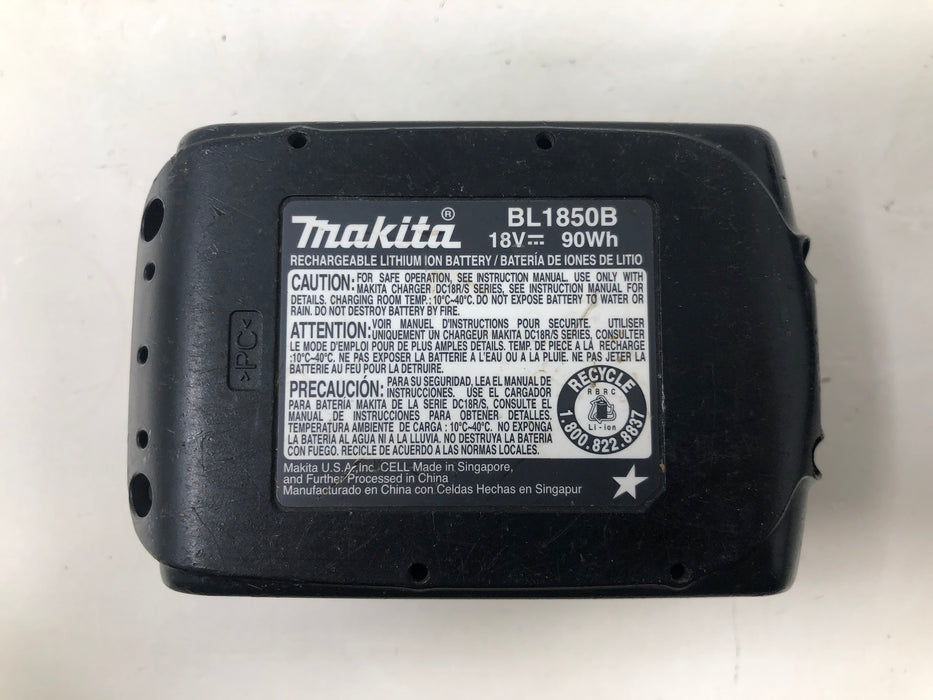 Makita®
BL1850B
18V⎓ 90Wh
RECHARGEABLE LITHIUM ION BATTERY / BATERÍA DE IONES DE LITIO
CAUTION: FOR SAFE OPERATION, SEE INSTRUCTION MANUAL. USE ONLY WITH
MAKITA CHARGER DC18R/S SERIES, SEE INSTRUCTION MANUAL FOR
DETAILS. CHARGING ROOM TEMP.: 10°C-40°C. DO NOT EXPOSE BATTERY TO WATER OR
RAIN. DO NOT DESTROY BATTERY BY FIRE.
ATTENTION: VOIR MANUEL D'INSTRUCTIONS POUR SECURITE. UTILISER
UNIQUEMENT UN CHARGEUR MAKITA DC18R/S SERIES, CONSULTER
LE MODE D'EMPLOI POUR DE PLUS AMPLES DETAILS. TEMP. DE PIECE A LA RECHARGE
:10°C-40°C. NE PAS EXPOSER LA BATTERIE A L'EAU OU A LA PLUIE. NE PAS JETER LA
BATTERIE AU FEU POUR LA DETRUIRE.
PRECAUCIÓN: PARA SU SEGURIDAD, LEA EL MANUAL DE
INSTRUCCIONES. USE EL CARGADOR
PARA BATERÍA MAKITA DE LA SERIE DC18R/S, CONSULTE EL
MANUAL DE INSTRUCCIONES PARA OBTENER DETALLES.
TEMPERATURA AMBIENTE DE CARGA : 10°C-40°C. NO EXPONGA
LA BATERÍA AL AGUA NI A LA LLUVIA. NO DESTRUYA LA BATERÍA
CON FUEGO. RECICLE DE ACUERDO A LAS NORMAS LOCALES.
RECYCLE
RBRC
Li-ion
1.800.822.8837
Makita U.S.A. Inc. CELL Made in Singapore,
and Further Processed in China
Manufacturado en China con Celdas Hechas en Singapur
>PC<